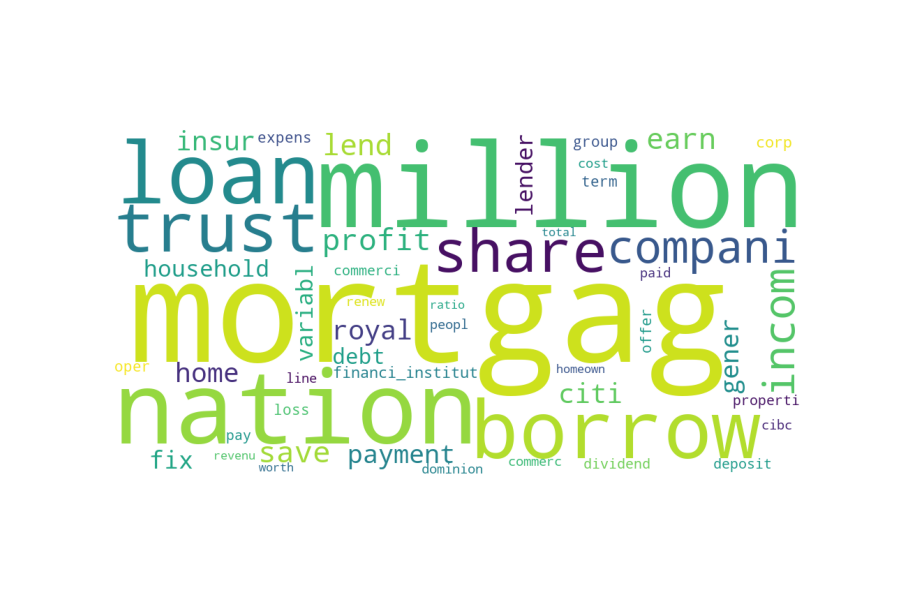 insur
expens
lend
lender
group
earn
corp
loan
million
cost
term
trust
profit
share
total
compani
household
variabl
commerci
paid
incom
mortgag
renew
ratio
royal
peopl
offer
gener
debt
oper
home
line
financi_institut
homeown
nation
loss
citi
properti
borrow
cibc
pay
fix
revenu
save
worth
payment
dominion
commerc
dividend
deposit